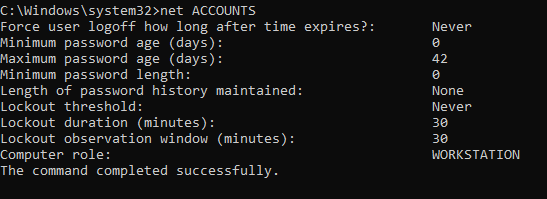 C:\Windows\system32>net ACCOUNTS
Force user logoff how long after time expires?: Never
Minimum password age (days): 0
Maximum password age (days): 42
Minimum password length: 0
Length of password history maintained: None
Lockout threshold: Never
Lockout duration (minutes): 30
Lockout observation window (minutes): 30
Computer role: WORKSTATION
The command completed successfully.